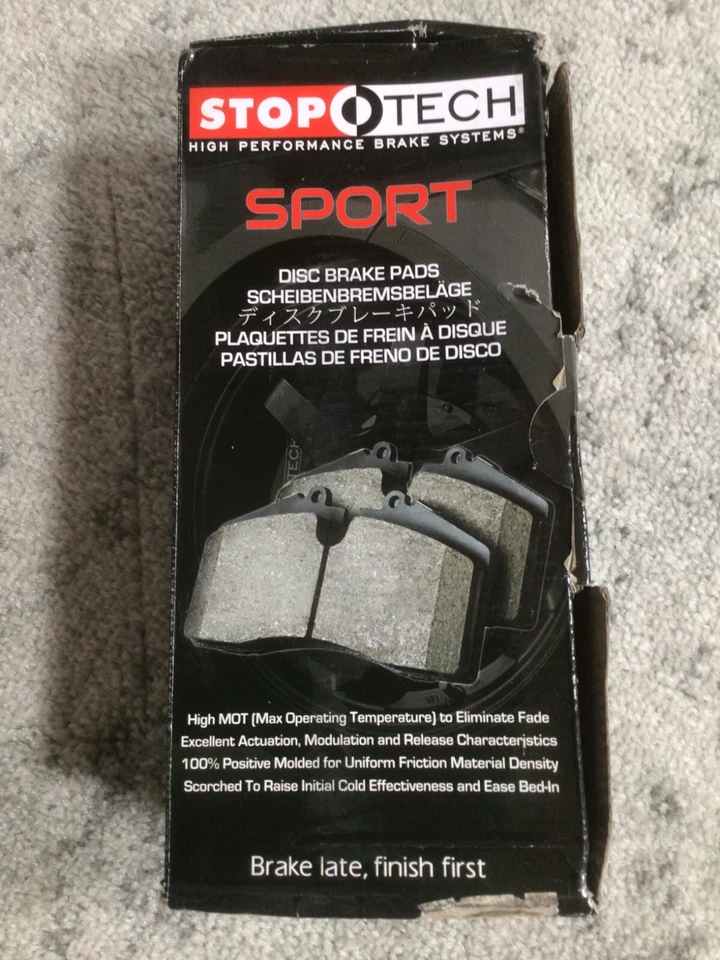 STOPTECH
HIGH PERFORMANCE BRAKE SYSTEMS®
SPORT
DISC BRAKE PADS
SCHEIBENBREMSBELÄGE
ディスクブレーキパッド
PLAQUETTES DE FREIN À DISQUE
PASTILLAS DE FRENO DE DISCO
TECH
High MOT (Max Operating Temperature) to Eliminate Fade
Excellent Actuation, Modulation and Release Characteristics
100% Positive Molded for Uniform Friction Material Density
Scorched To Raise Initial Cold Effectiveness and Ease Bed-In
Brake late, finish first